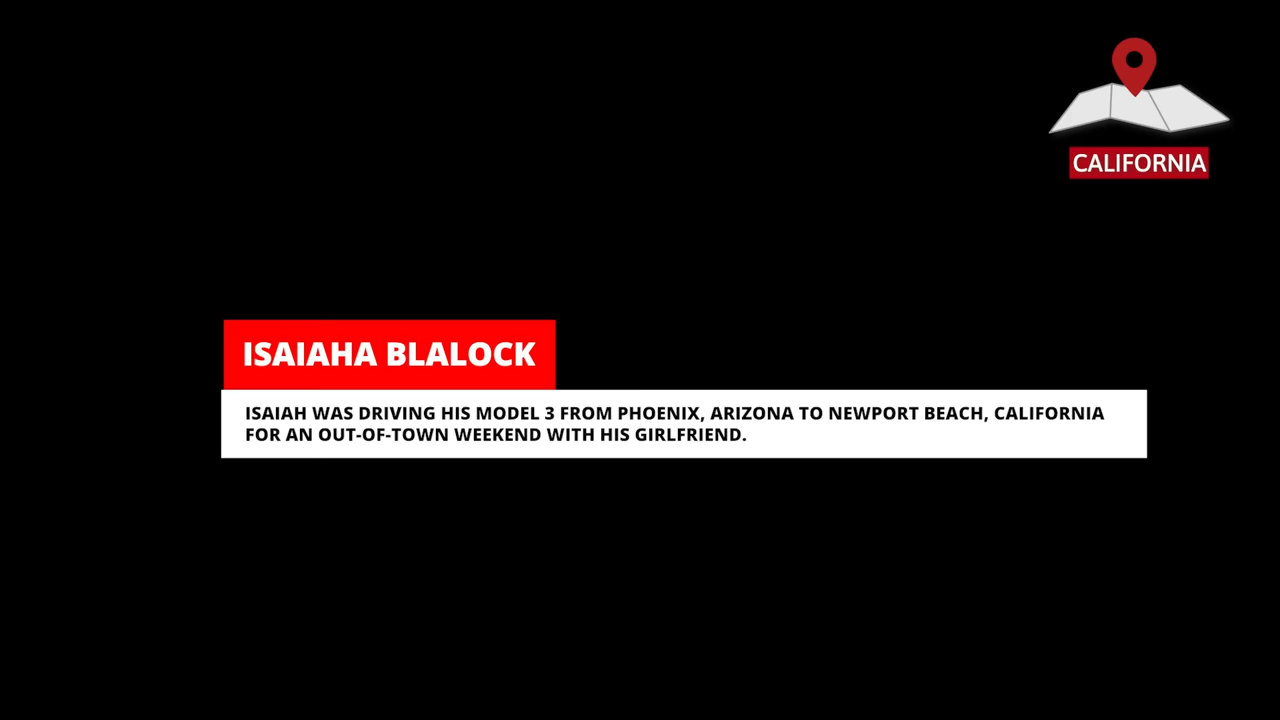 CALIFORNIA
ISAIAHA BLALOCK
ISAIAH WAS DRIVING HIS MODEL 3 FROM PHOENIX, ARIZONA TO NEWPORT BEACH, CALIFORNIA
FOR AN OUT-OF-TOWN WEEKEND WITH HIS GIRLFRIEND.